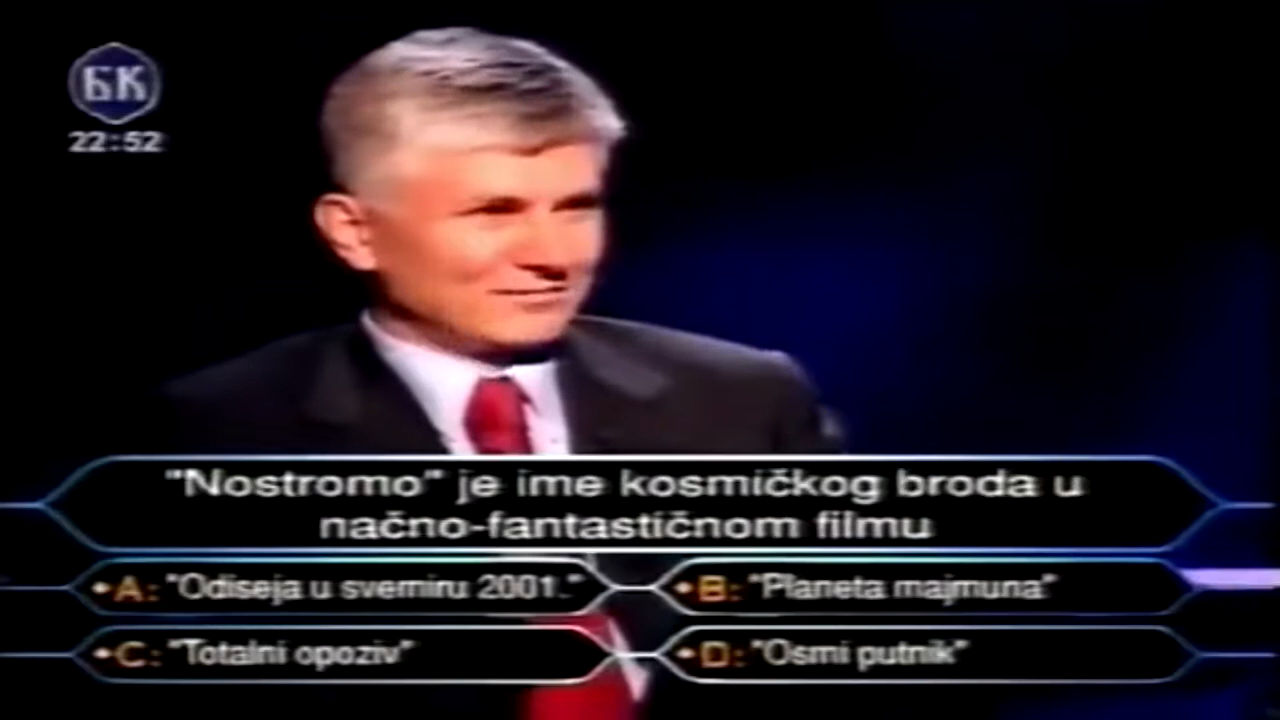 БК
22:52
"Nostromo" je ime kosmičkog broda u
načno-fantastičnom filmu
A: "Odiseja u svemiru 2001."
B: "Planeta majmuna"
C: "Totalni opoziv"
D: "Osmi putnik"